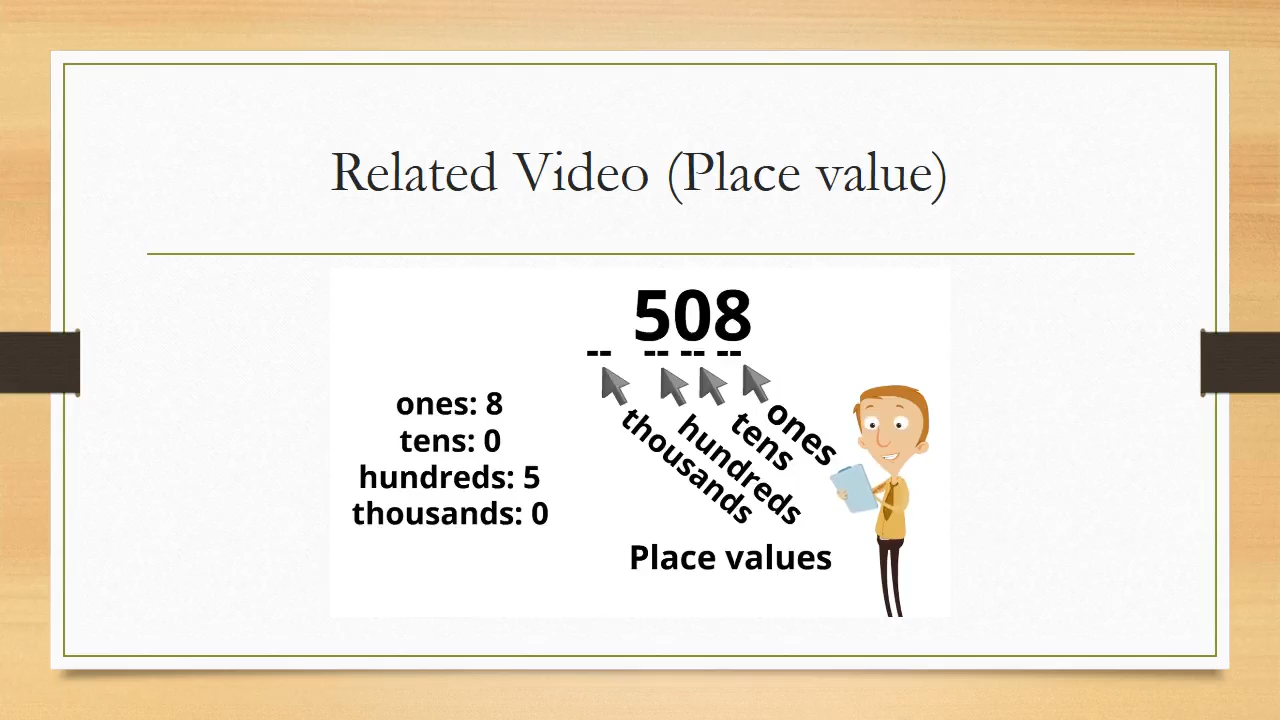 Related Video (Place value)
508
-- -- -- --
ones: 8
tens: 0
hundreds: 5
thousands: 0
thousands
hundreds
tens
ones
Place values